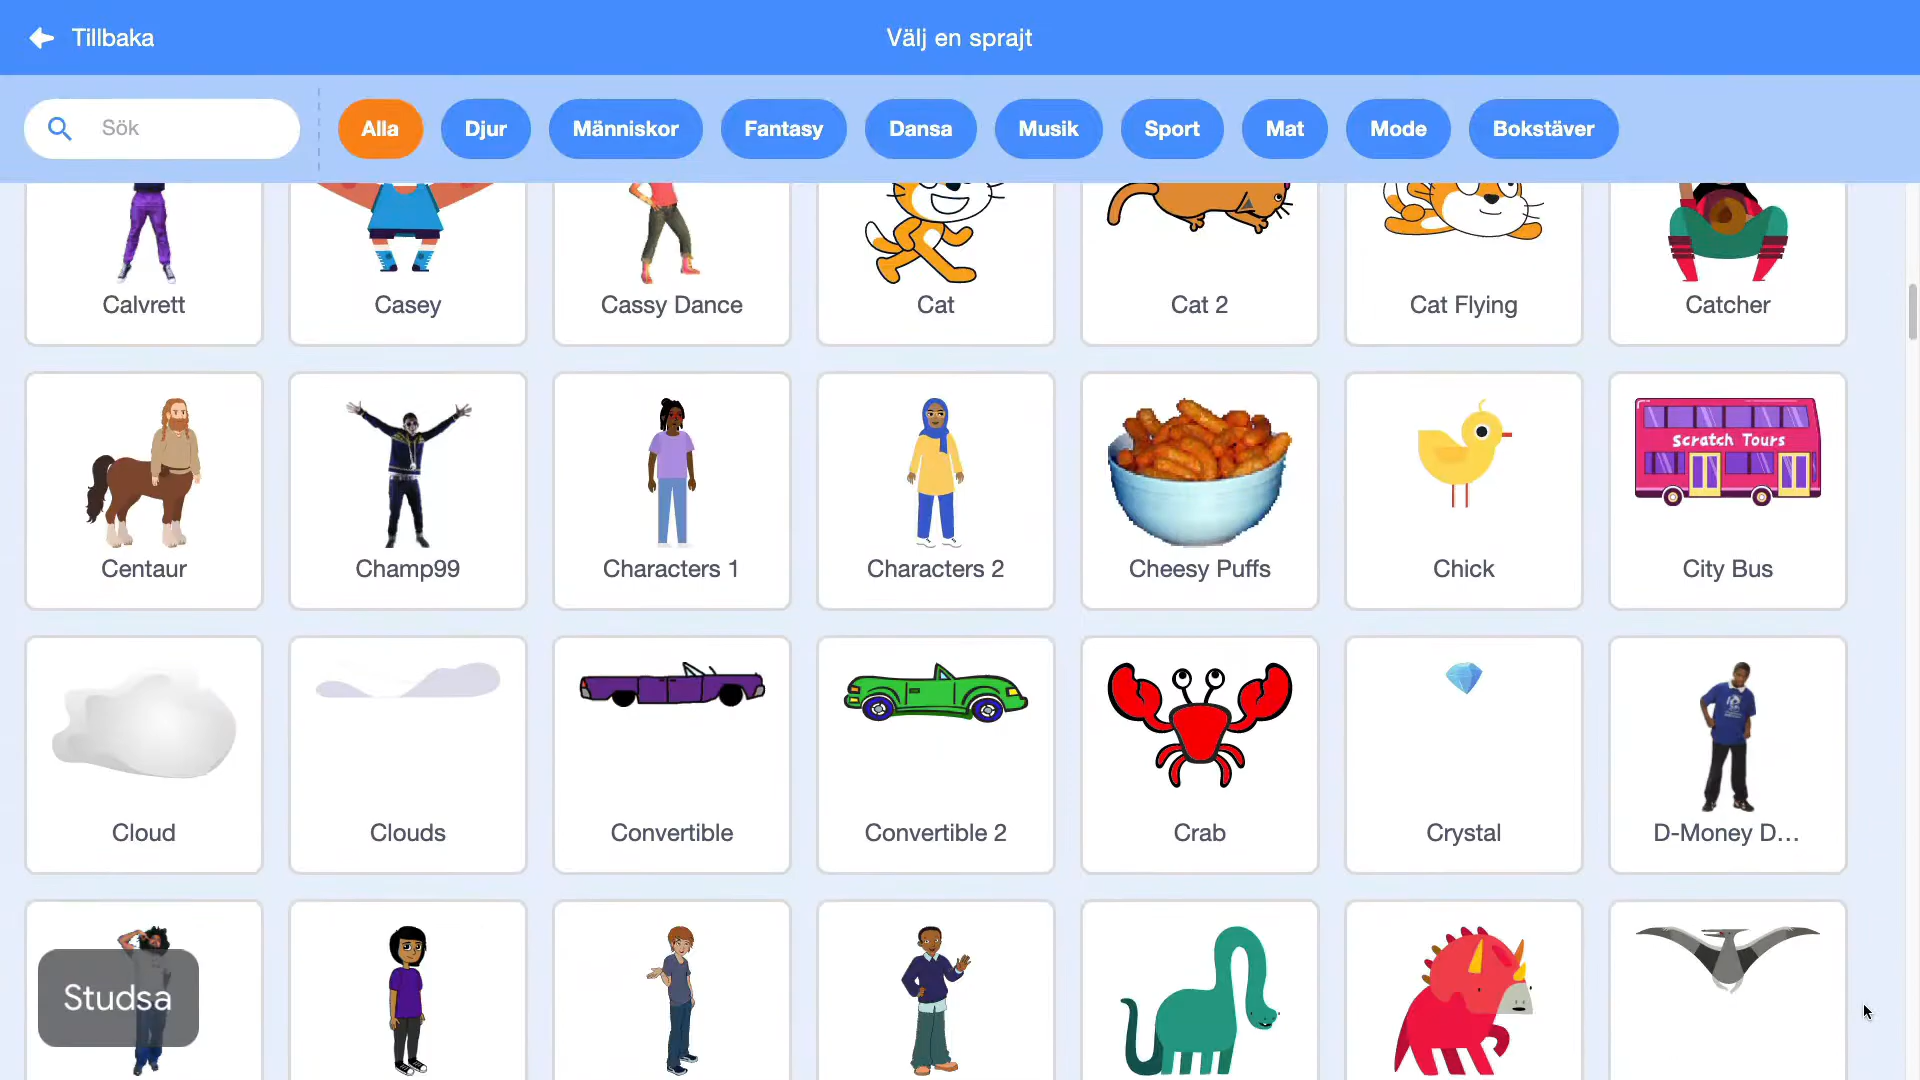 Tillbaka
Välj en sprajt
Sök
Alla
Djur
Människor
Fantasy
Dansa
Musik
Sport
Mat
Mode
Bokstäver
Calvrett
Casey
Cassy Dance
Cat
Cat 2
Cat Flying
Catcher
Scratch Tours
Centaur
Champ99
Characters 1
Characters 2
Cheesy Puffs
Chick
City Bus
Cloud
Clouds
Convertible
Convertible 2
Crab
Crystal
D-Money D...
Studsa